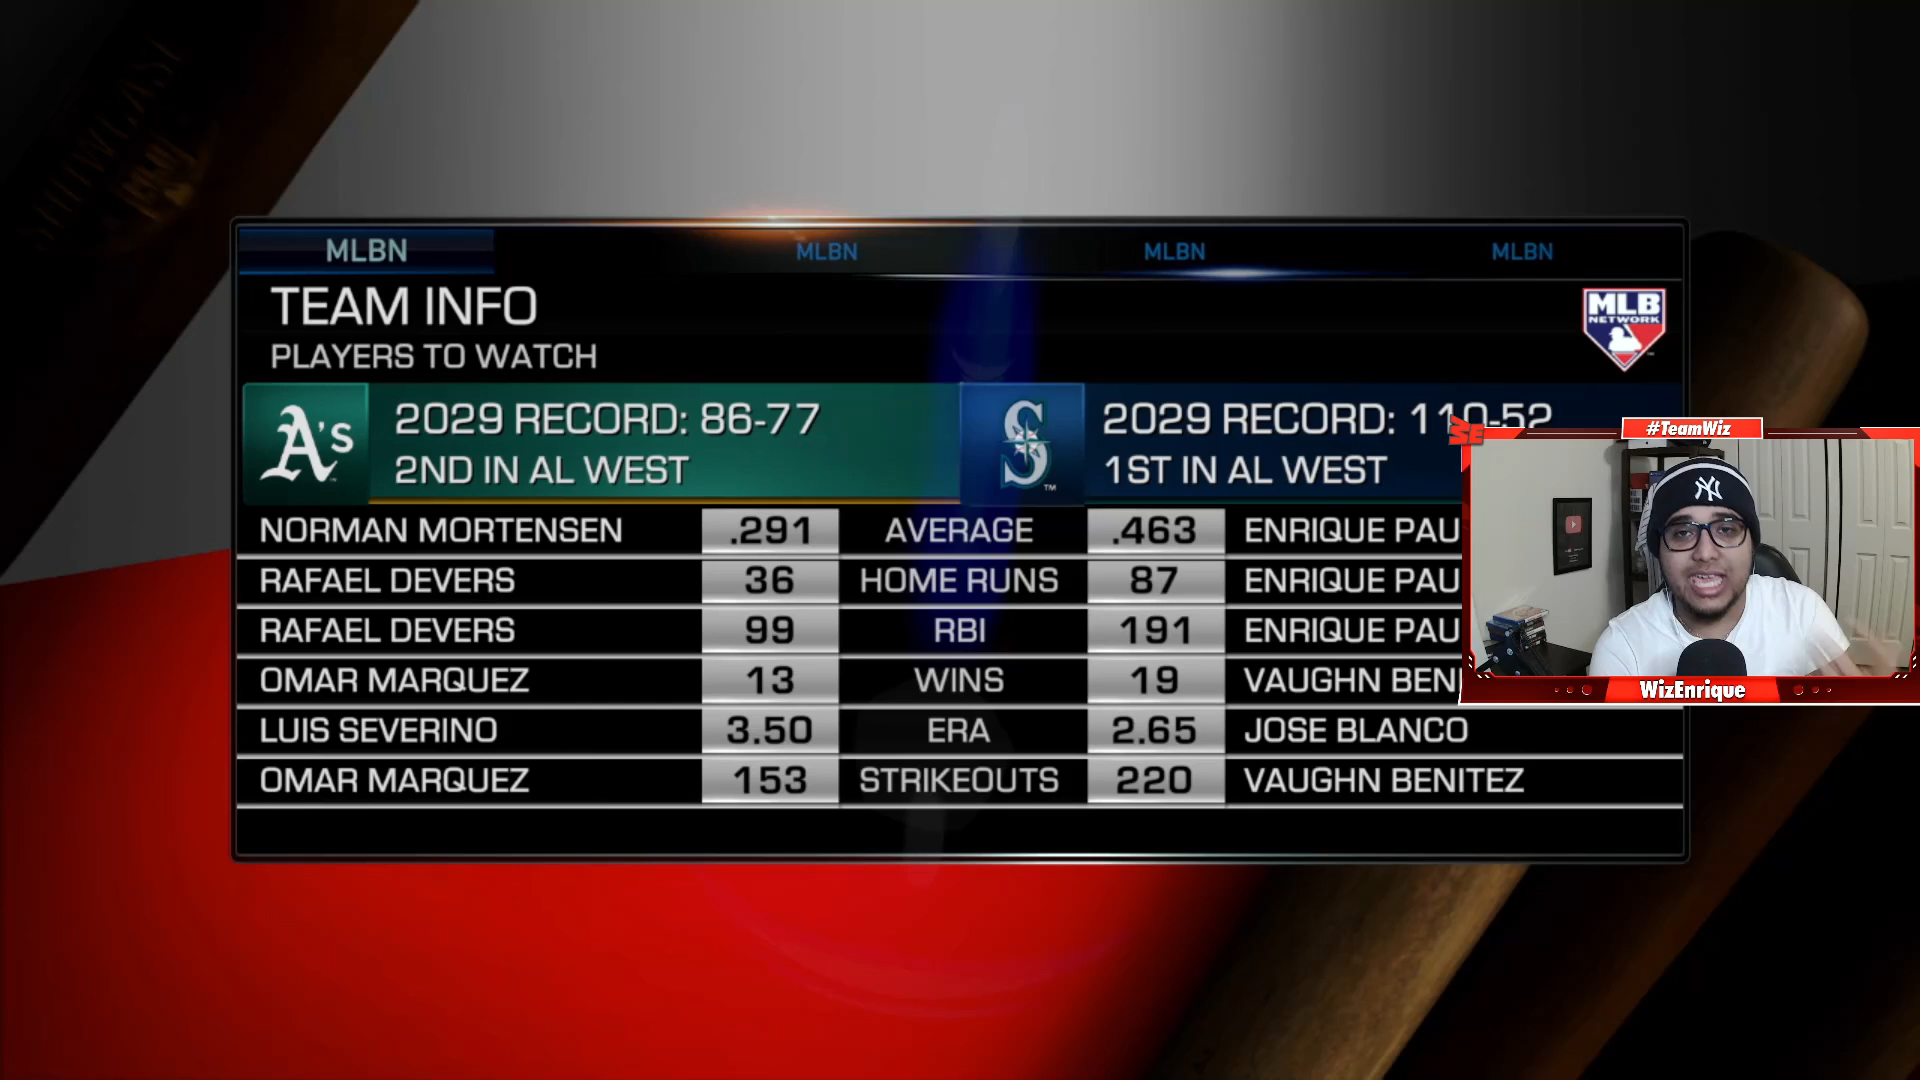 MLBN MLBN MLBN MLBN
TEAM INFO
PLAYERS TO WATCH
MLB
NETWORK
A's 2029 RECORD: 86-77
2ND IN AL WEST
S 2029 RECORD: 110-52
1ST IN AL WEST
#TeamWiz
NORMAN MORTENSEN .291 AVERAGE .463 ENRIQUE PAU
RAFAEL DEVERS 36 HOME RUNS 87 ENRIQUE PAU
RAFAEL DEVERS 99 RBI 191 ENRIQUE PAU
OMAR MARQUEZ 13 WINS 19 VAUGHN BENI
WizEnrique
LUIS SEVERINO 3.50 ERA 2.65 JOSE BLANCO
OMAR MARQUEZ 153 STRIKEOUTS 220 VAUGHN BENITEZ